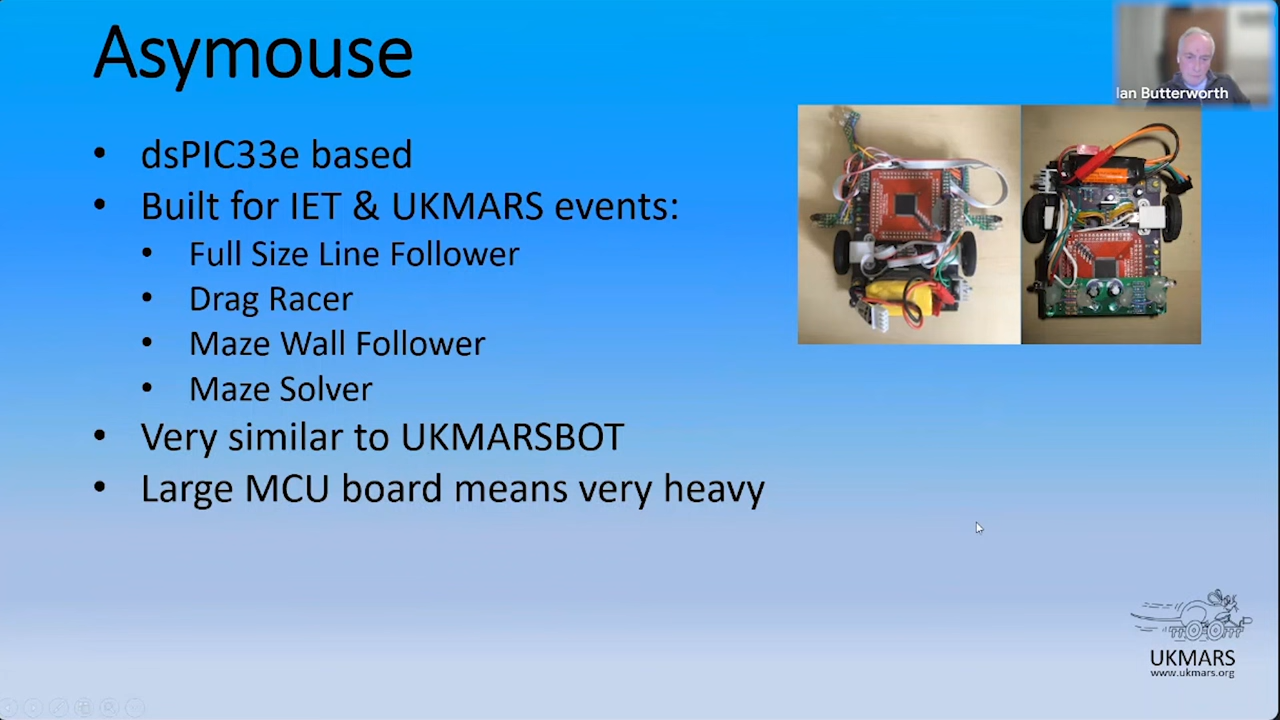 Asymouse
Ian Butterworth
• dsPIC33e based
• Built for IET & UKMARS events:
• Full Size Line Follower
• Drag Racer
• Maze Wall Follower
• Maze Solver
• Very similar to UKMARSBOT
• Large MCU board means very heavy
UKMARS
www.ukmars.org